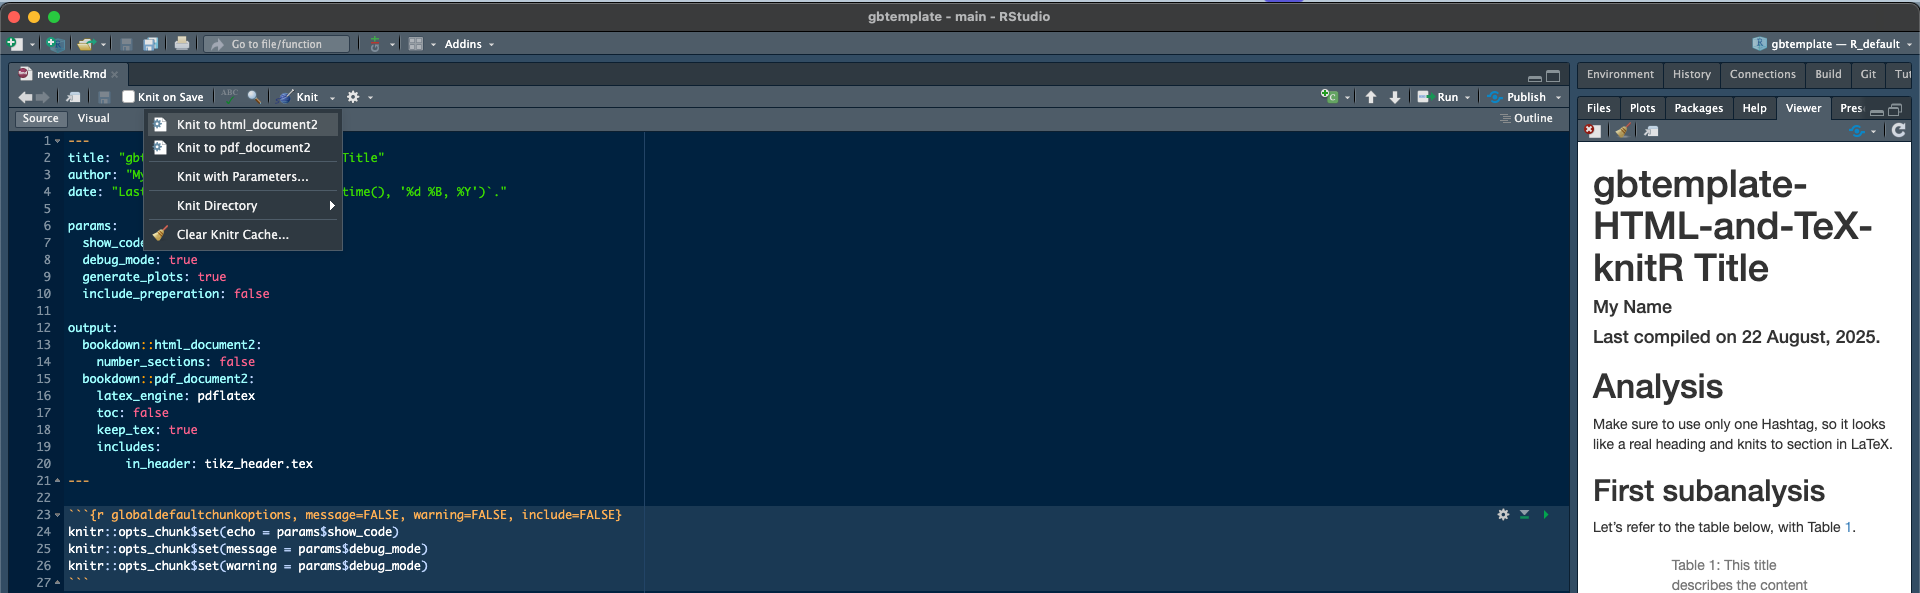 gbtemplate - main - RStudio
Go to file/function
Addins
gbtemplate — R_default
newtitle.Rmd
Knit on Save
ABC
Knit
Run
Publish
Source
Visual
Outline
Knit to html_document2
Knit to pdf_document2
Knit with Parameters...
Knit Directory
Clear Knitr Cache...
1 ---
2 title: "gb Title"
3 author: "My
4 date: "Last time(), '%d %B, %Y')`."
5
6 params:
7 show_code
8 debug_mode: true
9 generate_plots: true
10 include_preperation: false
11
12 output:
13 bookdown::html_document2:
14 number_sections: false
15 bookdown::pdf_document2:
16 latex_engine: pdflatex
17 toc: false
18 keep_tex: true
19 includes:
20 in_header: tikz_header.tex
21 ---
22
23 ```{r globaldefaultchunkoptions, message=FALSE, warning=FALSE, include=FALSE}
24 knitr::opts_chunk$set(echo = params$show_code)
25 knitr::opts_chunk$set(message = params$debug_mode)
26 knitr::opts_chunk$set(warning = params$debug_mode)
27 ```
Environment History Connections Build Git Tut
Files Plots Packages Help Viewer Pres
gbtemplate-
HTML-and-TeX-
knitR Title
My Name
Last compiled on 22 August, 2025.
Analysis
Make sure to use only one Hashtag, so it looks
like a real heading and knits to section in LaTeX.
First subanalysis
Let's refer to the table below, with Table 1.
Table 1: This title
describes the content